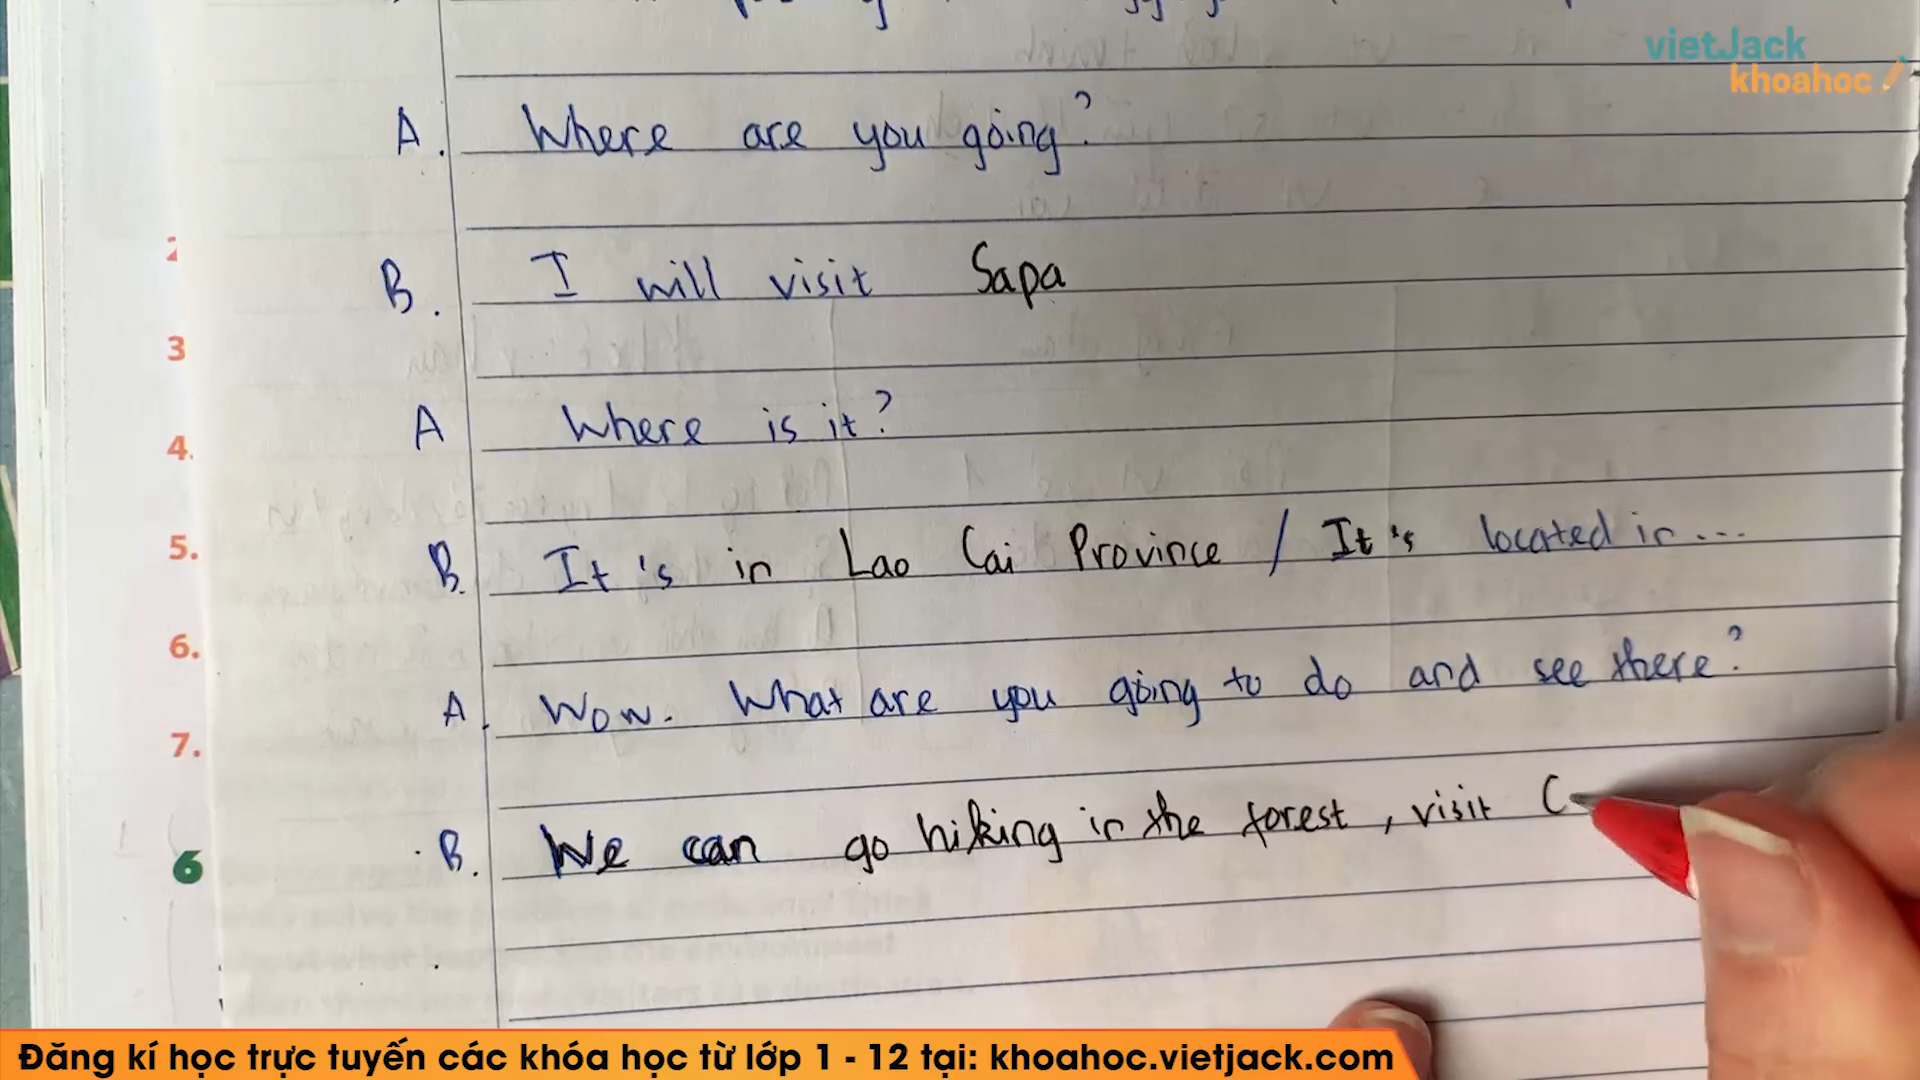 vietJack
khoahoc
A. Where are you going?
B. I will visit Sapa
A Where is it?
B. It's in Lao Cai Province / It's located in...
A. Wow. What are you going to do and see there?
B. We can go hiking in the forest, visit C
2
3
4.
5.
6.
7.
6
Đăng kí học trực tuyến các khóa học từ lớp 1 - 12 tại: khoahoc.vietjack.com